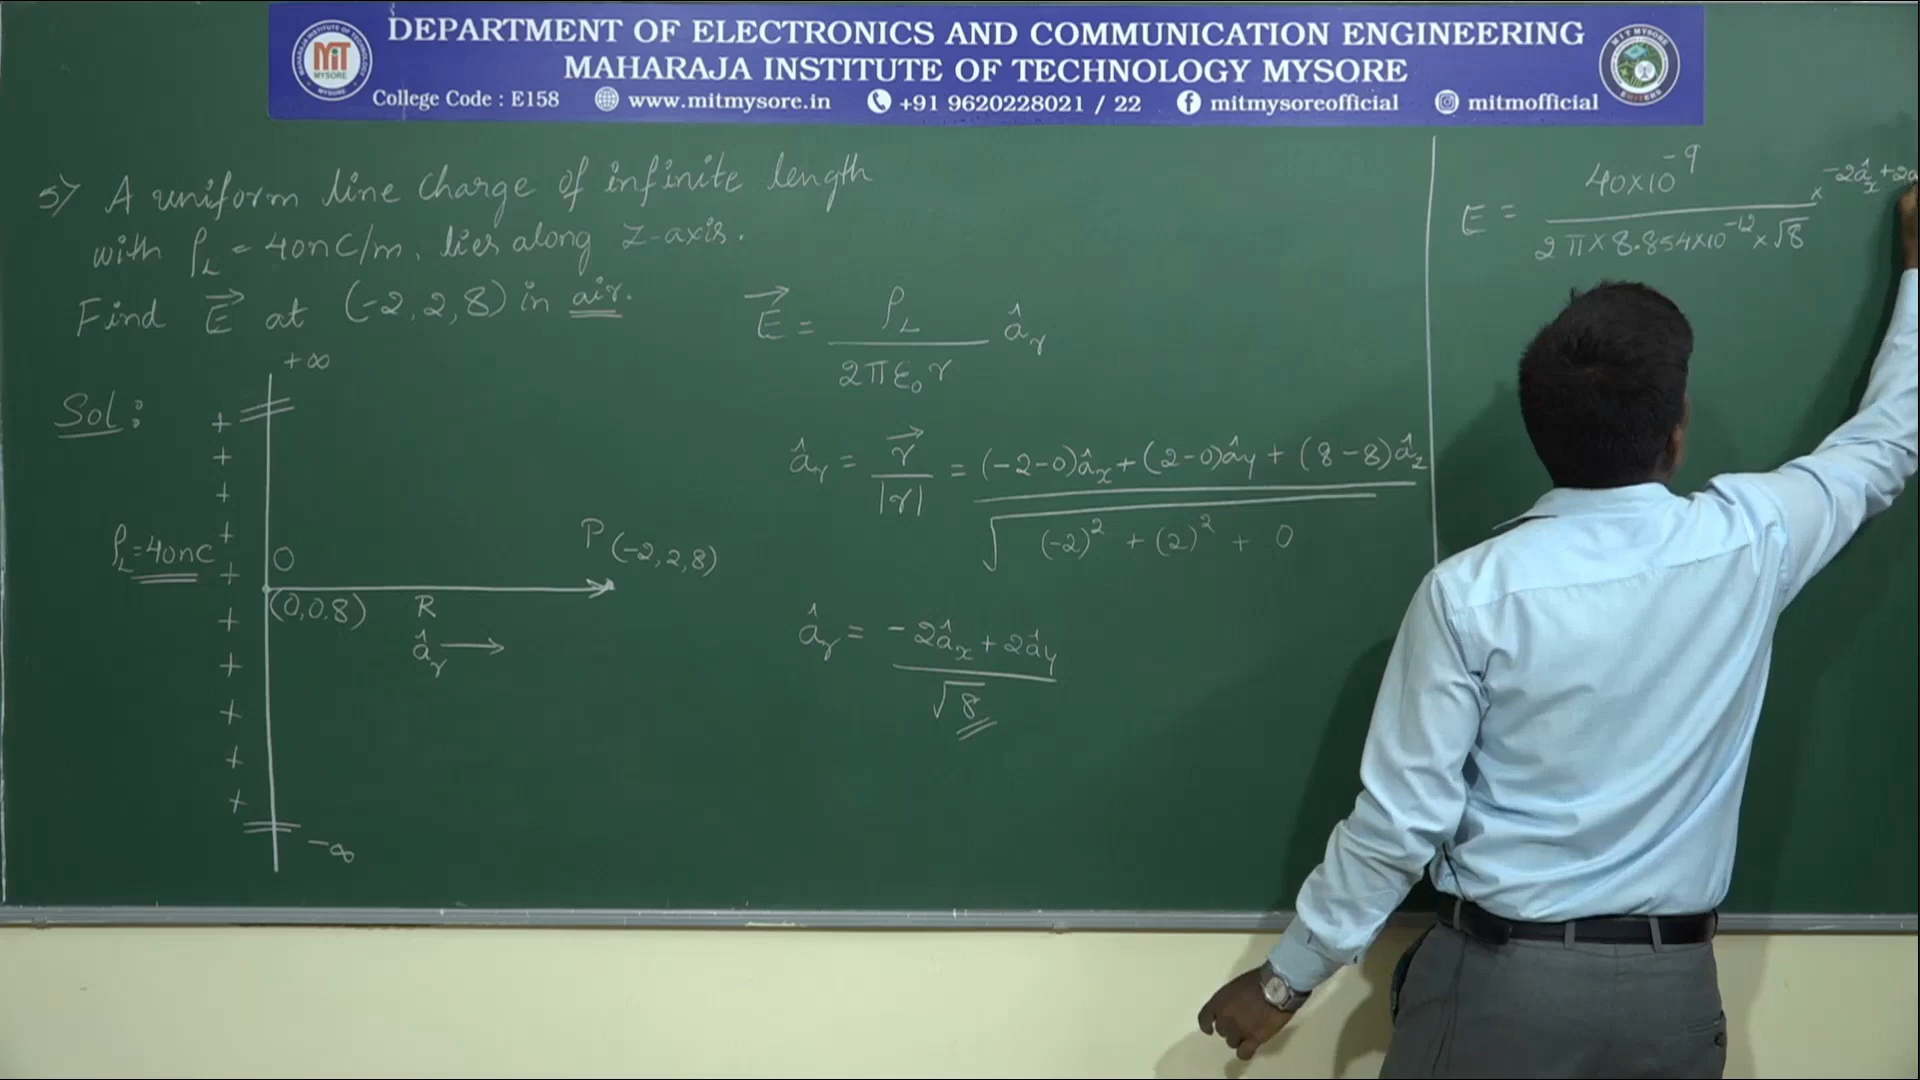 DEPARTMENT OF ELECTRONICS AND COMMUNICATION ENGINEERING
MAHARAJA INSTITUTE OF TECHNOLOGY MYSORE
College Code : E158 www.mitmysore.in +91 9620228021 / 22 mitmysoreofficial mitmofficial
MIT
MYSORE
5) A uniform line charge of infinite length
with ρL = 40nC/m, lies along Z-axis.
Find E⃗ at (-2,2,8) in air.
Sol:
+∞
+
+
+
+
+
+
+
+
+
+
ρL=40nC
O
(0,0,8)
R
âr →
P(-2,2,8)
-∞
E⃗ = ρL / 2πε₀r âr
âr = r⃗ / |r| = (-2-0)âx + (2-0)ây + (8-8)âz / √ (-2)² + (2)² + 0
âr = -2âx + 2ây / √8
E = 40×10⁻⁹ / 2π×8.854×10⁻¹²×√8 × -2âx+2a